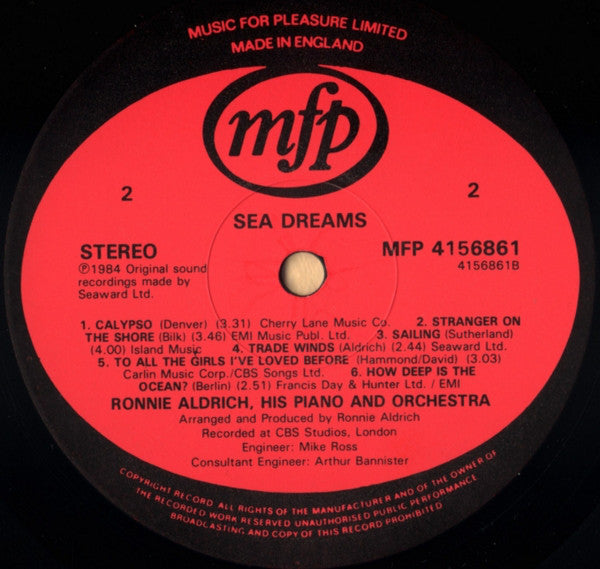 MUSIC FOR PLEASURE LIMITED
MADE IN ENGLAND
mfp
2
2
SEA DREAMS
STEREO
MFP 4156861
℗1984 Original sound
recordings made by
Seaward Ltd.
4156861B
1. CALYPSO (Denver) (3.31) Cherry Lane Music Co. 2. STRANGER ON
THE SHORE (Bilk) (3.46) EMI Music Publ. Ltd. 3. SAILING (Sutherland)
(4.00) Island Music 4. TRADE WINDS (Aldrich) (2.44) Seaward Ltd.
5. TO ALL THE GIRLS I'VE LOVED BEFORE (Hammond/David) (3.03)
Carlin Music Corp./CBS Songs Ltd. 6. HOW DEEP IS THE
OCEAN? (Berlin) (2.51) Francis Day & Hunter Ltd. / EMI
RONNIE ALDRICH, HIS PIANO AND ORCHESTRA
Arranged and Produced by Ronnie Aldrich
Recorded at CBS Studios, London
Engineer: Mike Ross
Consultant Engineer: Arthur Bannister
COPYRIGHT RECORD ALL RIGHTS OF THE MANUFACTURER AND OF THE OWNER OF
THE RECORDED WORK RESERVED UNAUTHORISED PUBLIC PERFORMANCE
BROADCASTING AND COPY OF THIS RECORD PROHIBITED